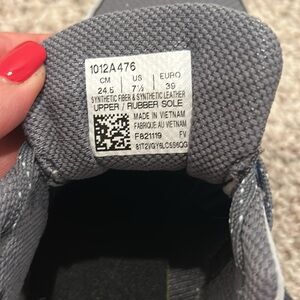 1012A476
CM US EURO
24.5 7½ 39
SYNTHETIC FIBER & SYNTHETIC LEATHER
UPPER / RUBBER SOLE
MADE IN VIETNAM
FABRIQUE AU VIETNAM
F821119 FV